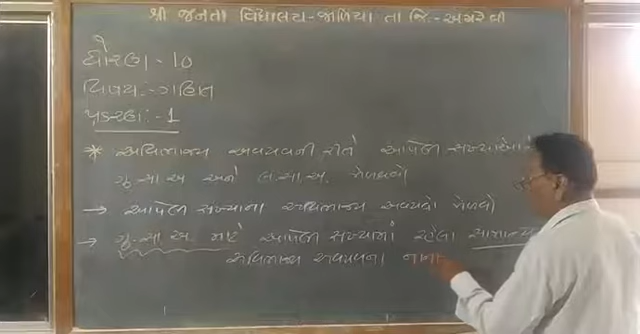 શ્રી જનતા વિદ્યાલય-જાળિયા તા જિ:-અમરેલી
ધોરણ - 10
વિષય :- ગણિત
પ્રકરણ: - 1
* અવિભાજ્ય અવયવની રીતે આપેલી સંખ્યાઓનો
ગુ.સા.અ અને લ.સા.અ. મેળવવો
→ આપેલી સંખ્યાના અવિભાજ્ય અવયવો મેળવો
→ ગુ.સા.અ. માટે આપેલી સંખ્યામાં રહેલા સામાન્ય
અવિભાજ્ય અવયવના નાના